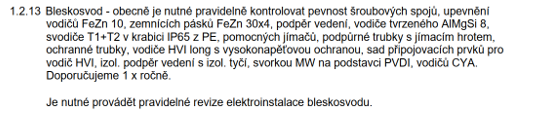 1.2.13 Bleskosvod - obecně je nutné pravidelně kontrolovat pevnost šroubových spojů, upevnění
vodičů FeZn 10, zemnících pásků FeZn 30x4, podpěr vedení, vodiče tvrzeného AlMgSi 8,
svodiče T1+T2 v krabici IP65 z PE, pomocných jímačů, podpůrné trubky s jímacím hrotem,
ochranné trubky, vodiče HVI long s vysokonapěťovou ochranou, sad připojovacích prvků pro
vodič HVI, izol. podpěr vedení s izol. tyčí, svorkou MW na podstavci PVDI, vodičů CYA.
Doporučujeme 1 x ročně.
Je nutné provádět pravidelné revize elektroinstalace bleskosvodu.